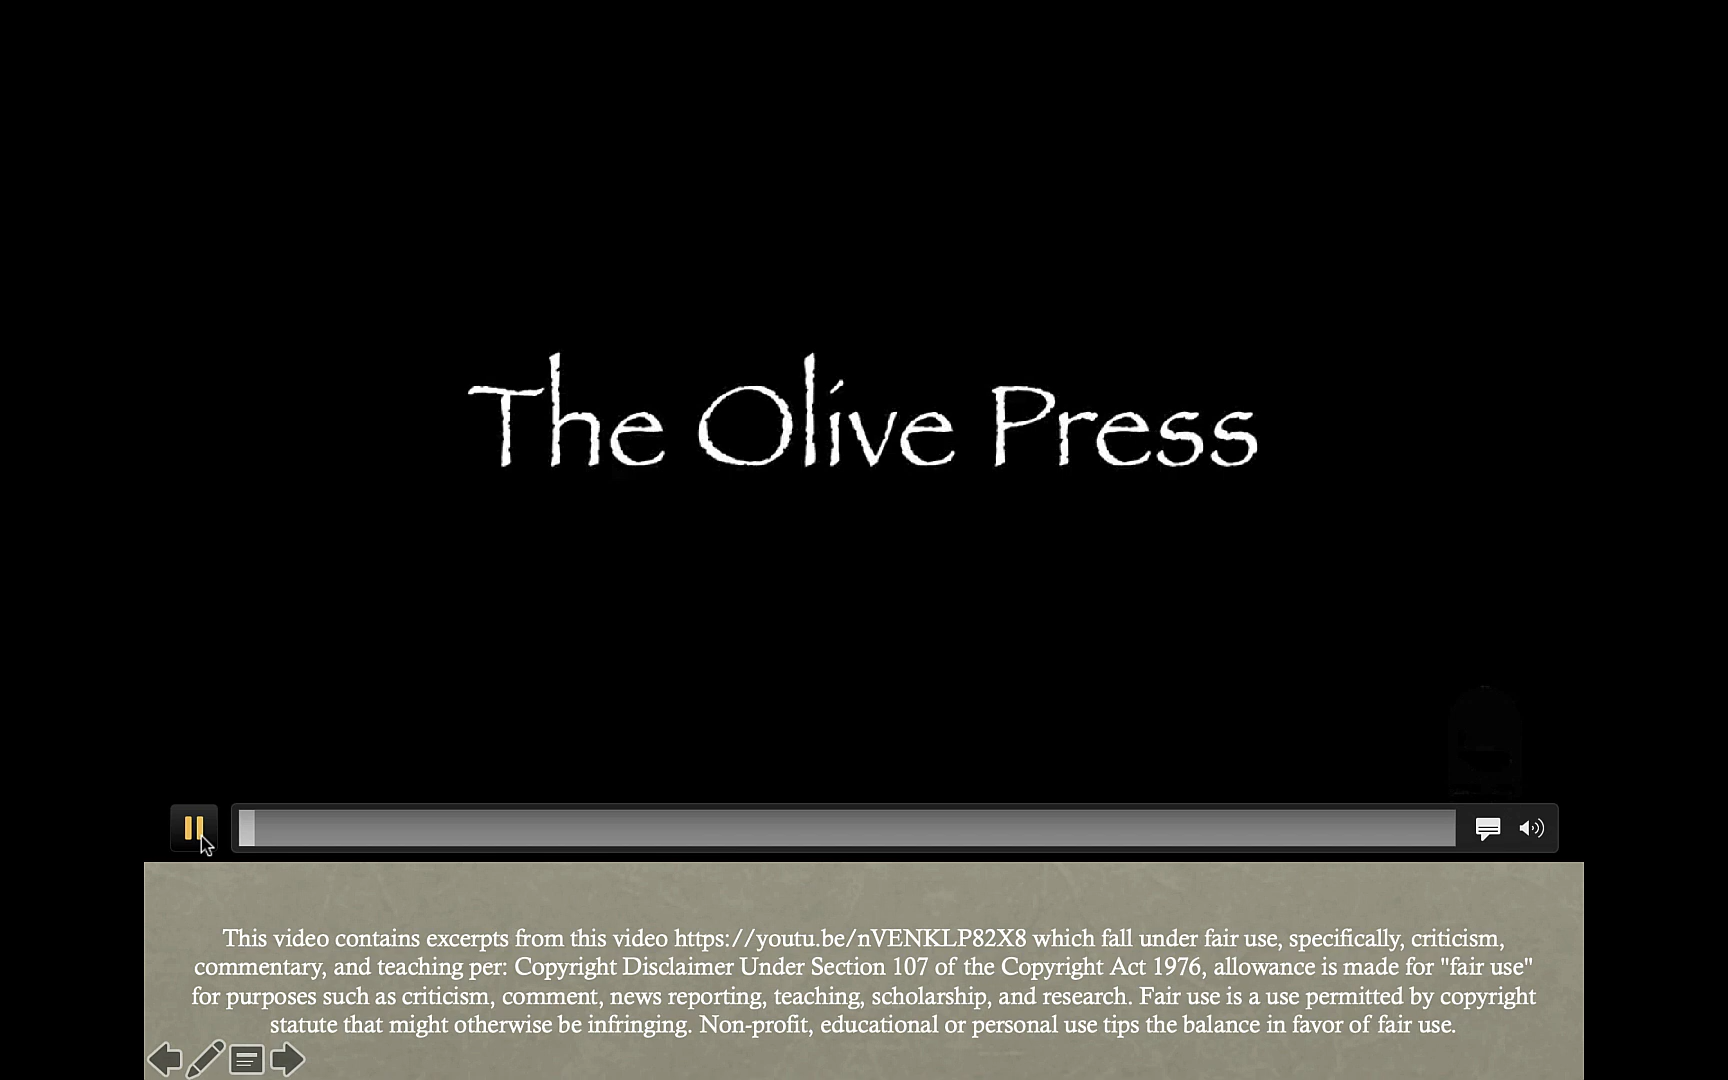 The Olive Press
This video contains excerpts from this video https://youtu.be/nVENKLP82X8 which fall under fair use, specifically, criticism,
commentary, and teaching per: Copyright Disclaimer Under Section 107 of the Copyright Act 1976, allowance is made for "fair use"
for purposes such as criticism, comment, news reporting, teaching, scholarship, and research. Fair use is a use permitted by copyright
statute that might otherwise be infringing. Non-profit, educational or personal use tips the balance in favor of fair use.